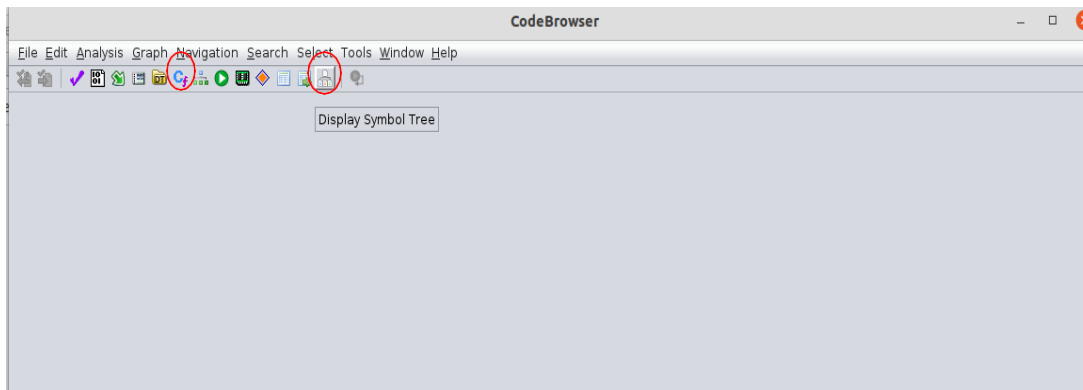 CodeBrowser
File Edit Analysis Graph Navigation Search Select Tools Window Help
Display Symbol Tree